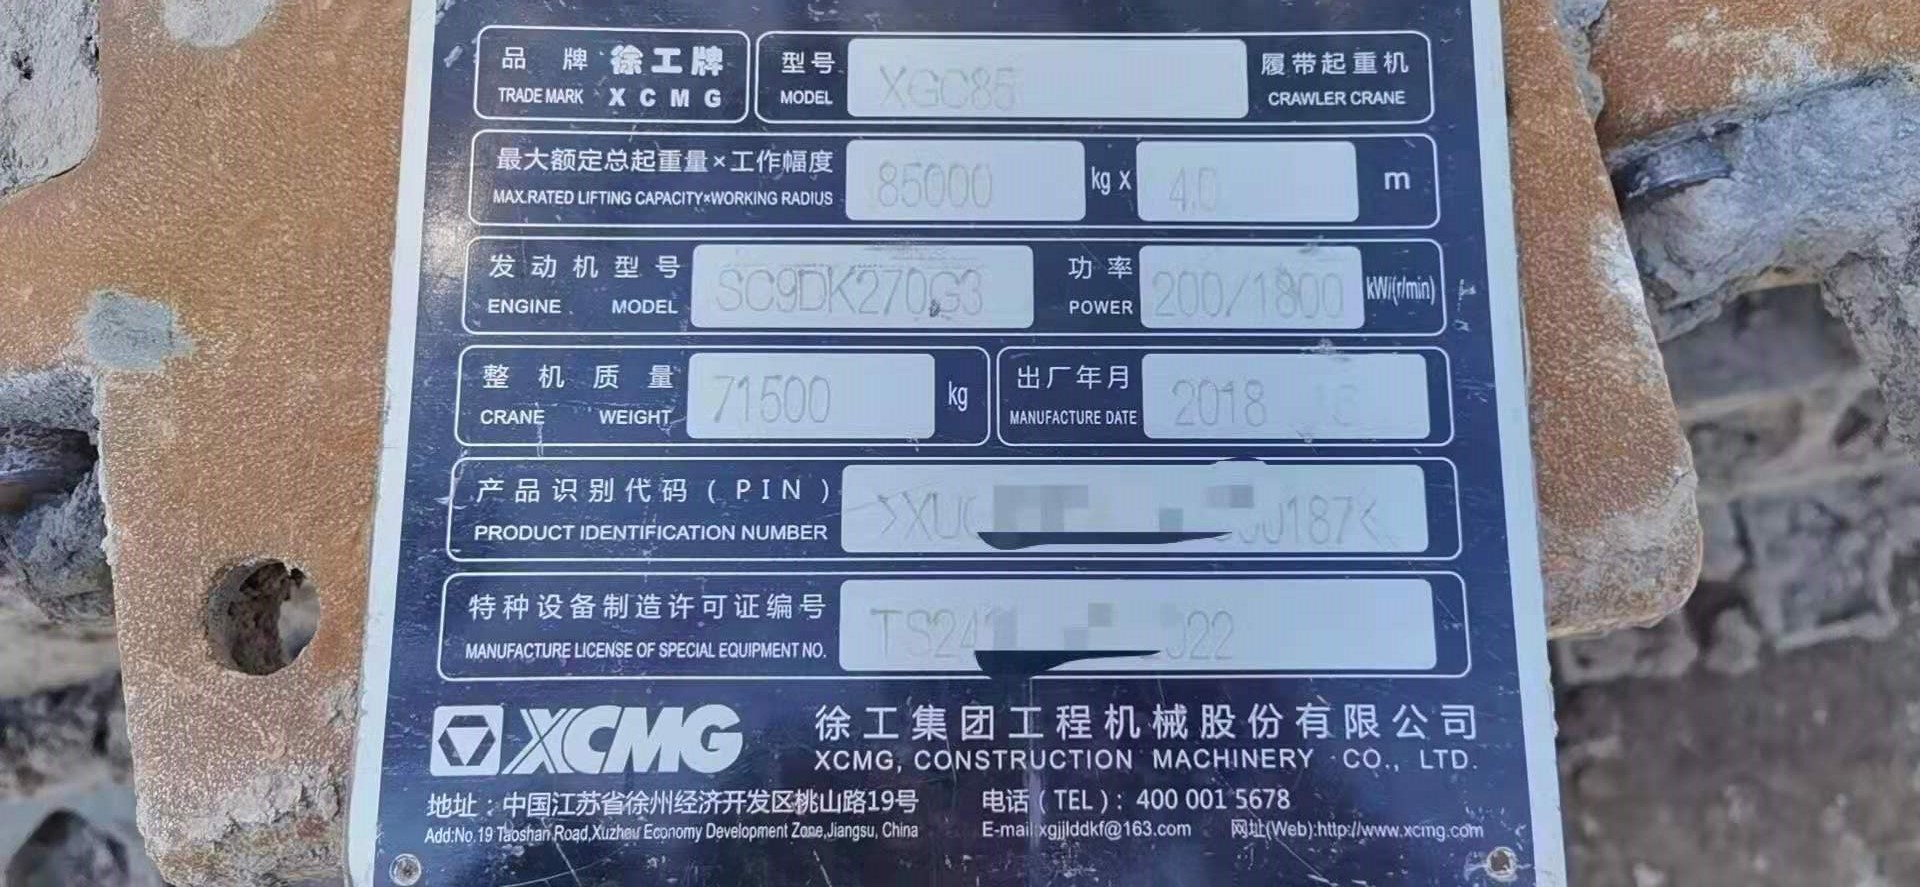 品牌 徐工牌 型号 XGC85 履带起重机
TRADE MARK XCMG MODEL CRAWLER CRANE
最大额定总起重量×工作幅度 85000 kg X 4.0 m
MAX.RATED LIFTING CAPACITY×WORKING RADIUS
发动机型号 SC9DK270G3 功率 200/1800 kW/(r/min)
ENGINE MODEL POWER
整机质量 71500 kg 出厂年月 2018
CRANE WEIGHT MANUFACTURE DATE
产品识别代码(PIN) >XU 0187<
PRODUCT IDENTIFICATION NUMBER
特种设备制造许可证编号 TS24 022
MANUFACTURE LICENSE OF SPECIAL EQUIPMENT NO.
XCMG 徐工集团工程机械股份有限公司
XCMG, CONSTRUCTION MACHINERY CO., LTD.
地址:中国江苏省徐州经济开发区桃山路19号 电话(TEL):400 001 5678
Add:No.19 Taoshan Road,Xuzhou Economy Development Zone,Jiangsu, China E-mail:xgjjlddkf@163.com 网址(Web):http://www.xcmg.com